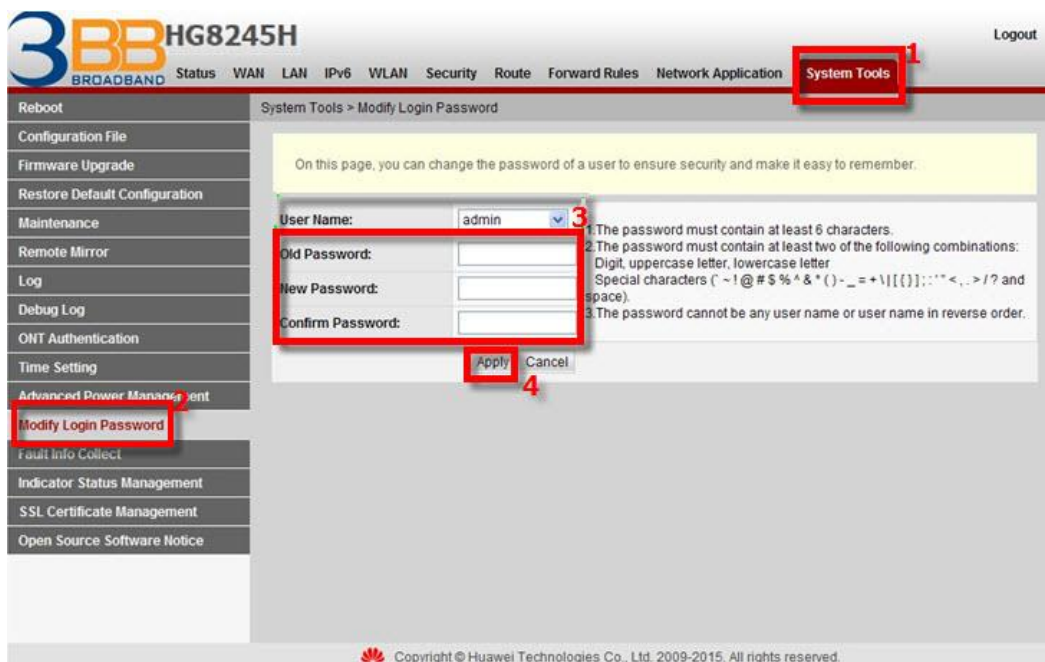 3BB HG8245H
BROADBAND
Logout
Status WAN LAN IPv6 WLAN Security Route Forward Rules Network Application System Tools
1
Reboot
Configuration File
Firmware Upgrade
Restore Default Configuration
Maintenance
Remote Mirror
Log
Debug Log
ONT Authentication
Time Setting
Advanced Power Management
2
Modify Login Password
Fault Info Collect
Indicator Status Management
SSL Certificate Management
Open Source Software Notice
System Tools > Modify Login Password
On this page, you can change the password of a user to ensure security and make it easy to remember.
User Name: admin
3
Old Password:
New Password:
Confirm Password:
1.The password must contain at least 6 characters.
2.The password must contain at least two of the following combinations:
Digit, uppercase letter, lowercase letter
Special characters (` ~ ! @ # $ % ^ & * ( ) - _ = + \ | [ { } ] ; : ' " < , . > / ? and
space).
3.The password cannot be any user name or user name in reverse order.
Apply Cancel
4
Copyright © Huawei Technologies Co., Ltd. 2009-2015. All rights reserved.